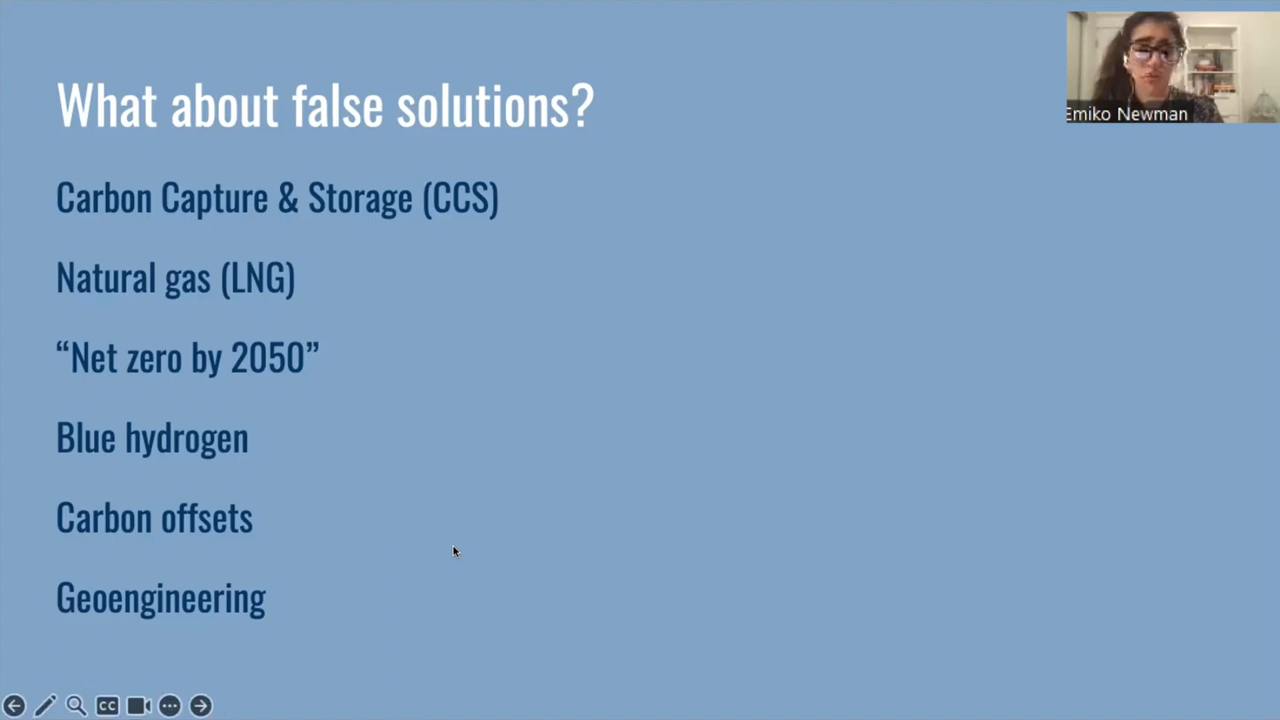 What about false solutions?
Carbon Capture & Storage (CCS)
Natural gas (LNG)
“Net zero by 2050”
Blue hydrogen
Carbon offsets
Geoengineering
Emiko Newman
CC